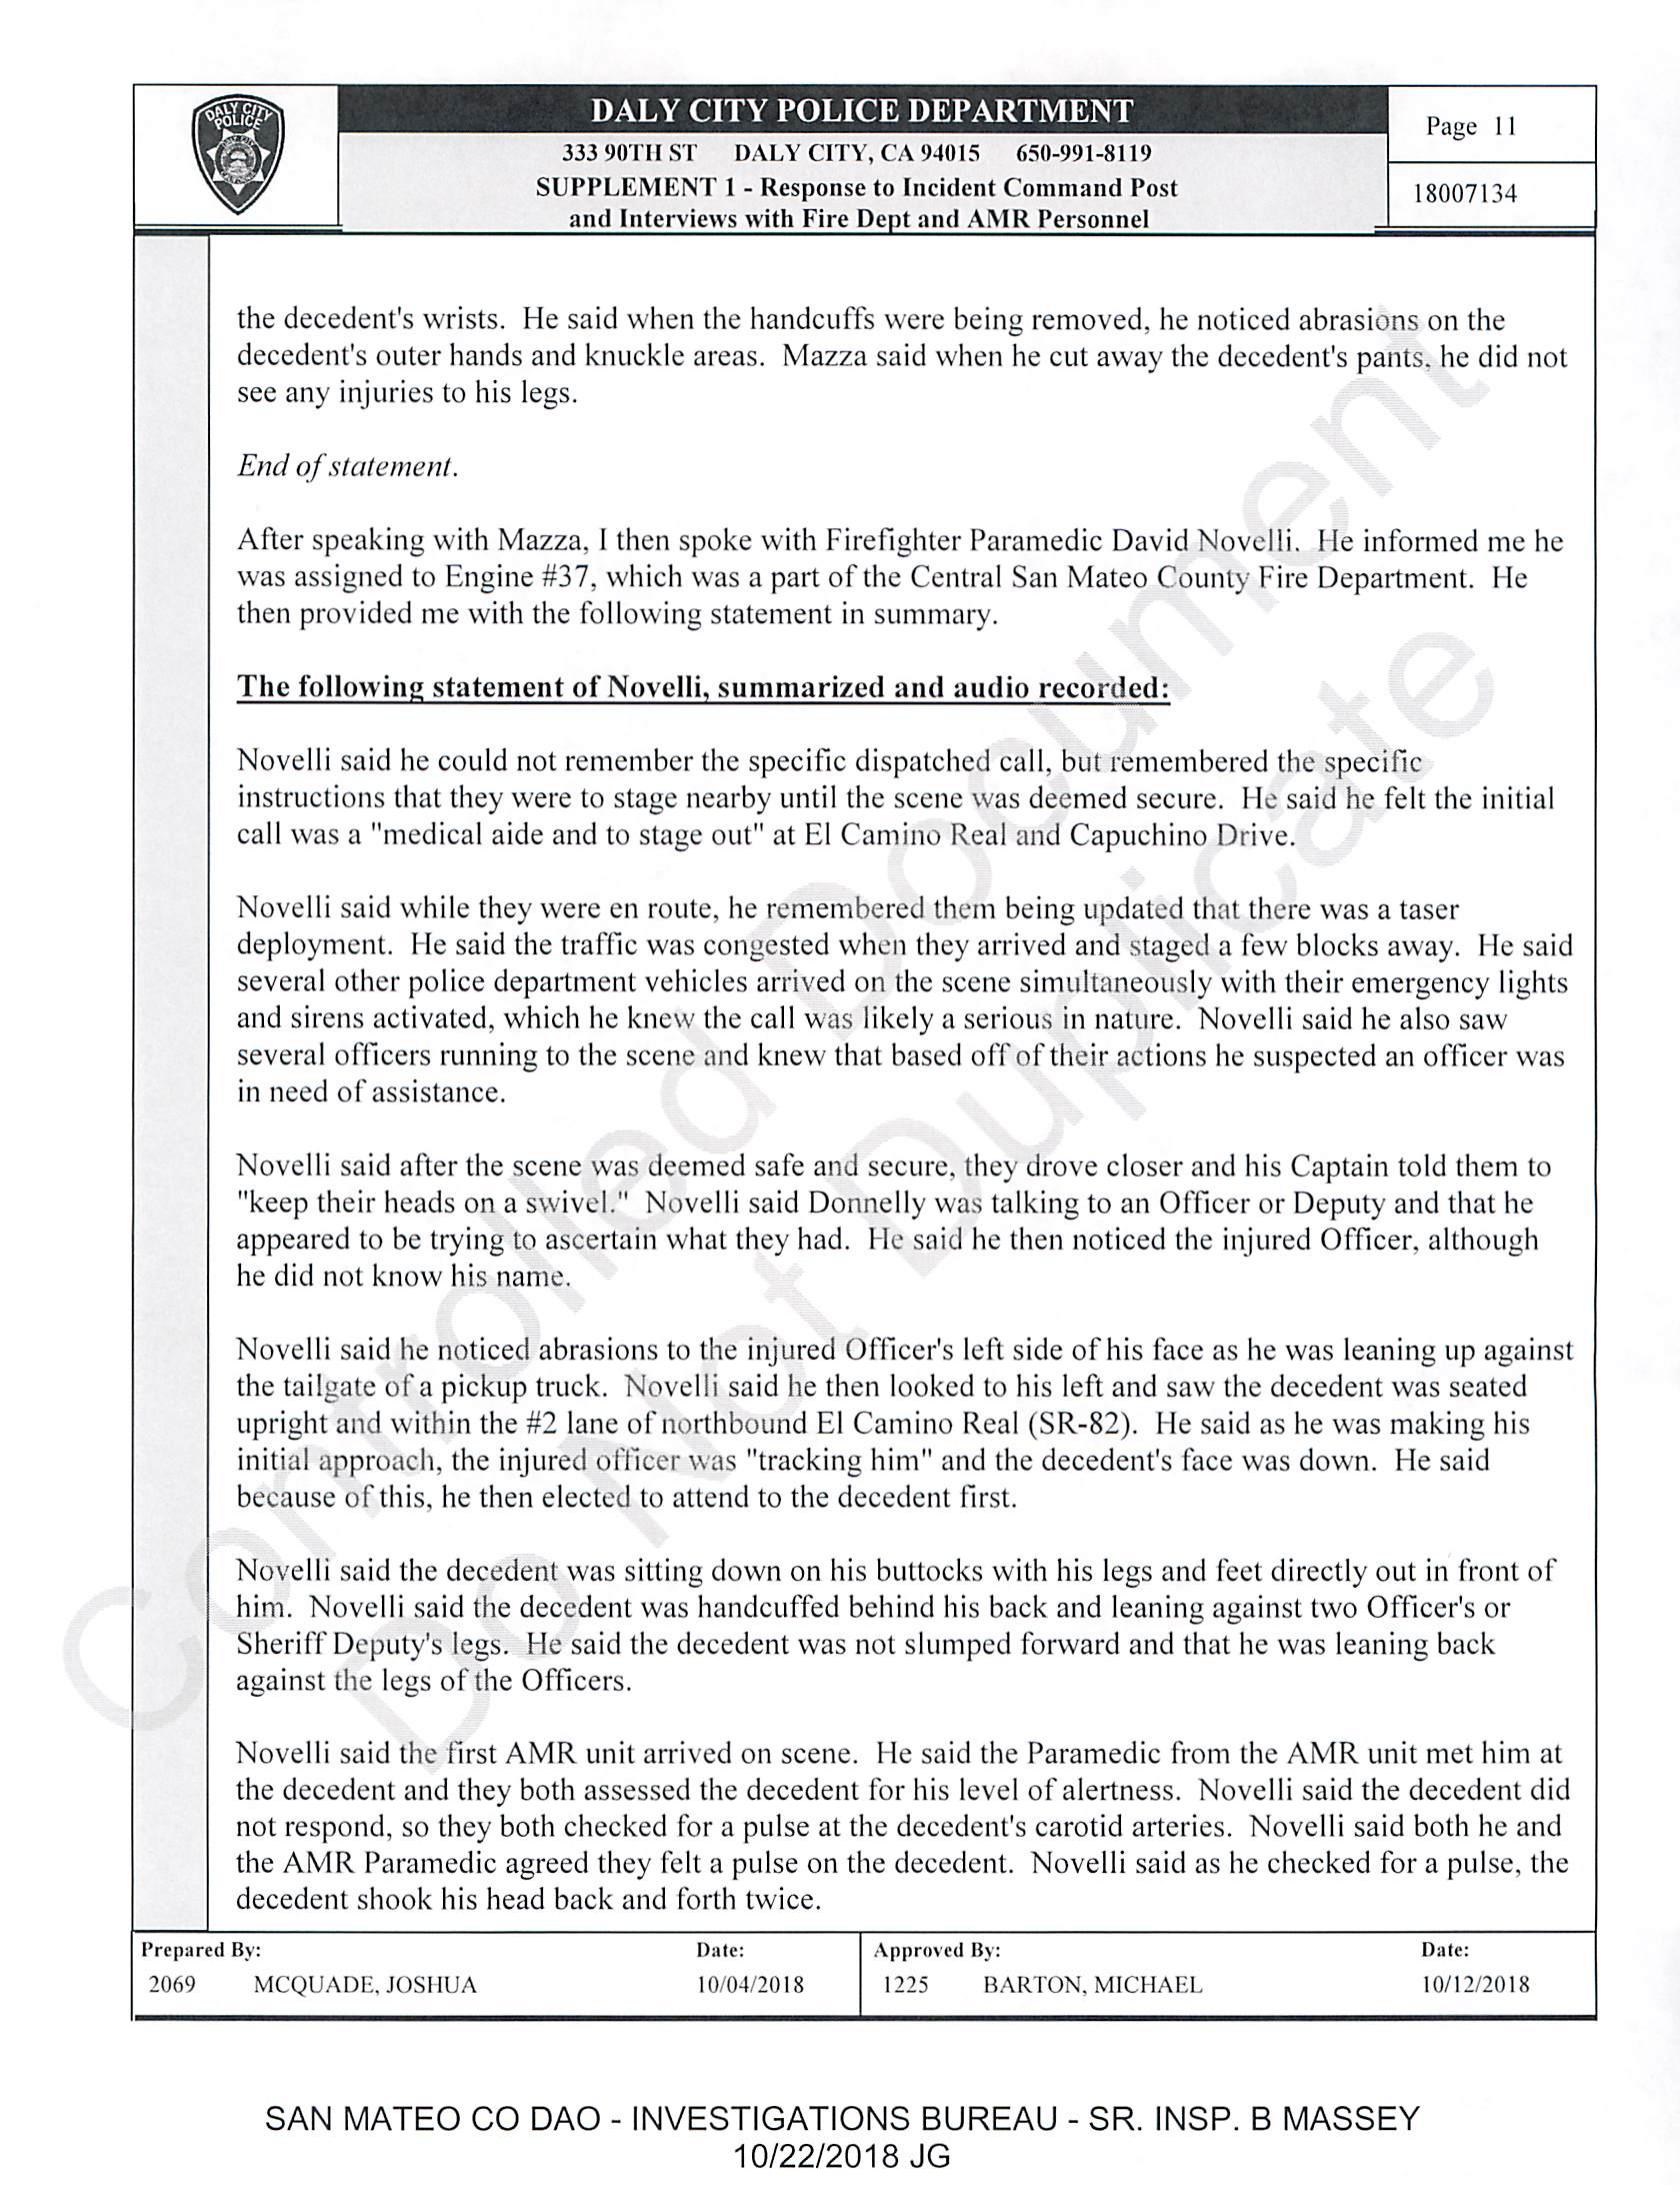 DALY CITY POLICE
DALY CITY POLICE DEPARTMENT
Page 11
333 90TH ST DALY CITY, CA 94015 650-991-8119
SUPPLEMENT 1 - Response to Incident Command Post
and Interviews with Fire Dept and AMR Personnel
18007134
the decedent's wrists. He said when the handcuffs were being removed, he noticed abrasions on the
decedent's outer hands and knuckle areas. Mazza said when he cut away the decedent's pants, he did not
see any injuries to his legs.
End of statement.
After speaking with Mazza, I then spoke with Firefighter Paramedic David Novelli. He informed me he
was assigned to Engine #37, which was a part of the Central San Mateo County Fire Department. He
then provided me with the following statement in summary.
The following statement of Novelli, summarized and audio recorded:
Novelli said he could not remember the specific dispatched call, but remembered the specific
instructions that they were to stage nearby until the scene was deemed secure. He said he felt the initial
call was a "medical aide and to stage out" at El Camino Real and Capuchino Drive.
Novelli said while they were en route, he remembered them being updated that there was a taser
deployment. He said the traffic was congested when they arrived and staged a few blocks away. He said
several other police department vehicles arrived on the scene simultaneously with their emergency lights
and sirens activated, which he knew the call was likely a serious in nature. Novelli said he also saw
several officers running to the scene and knew that based off of their actions he suspected an officer was
in need of assistance.
Novelli said after the scene was deemed safe and secure, they drove closer and his Captain told them to
"keep their heads on a swivel." Novelli said Donnelly was talking to an Officer or Deputy and that he
appeared to be trying to ascertain what they had. He said he then noticed the injured Officer, although
he did not know his name.
Novelli said he noticed abrasions to the injured Officer's left side of his face as he was leaning up against
the tailgate of a pickup truck. Novelli said he then looked to his left and saw the decedent was seated
upright and within the #2 lane of northbound El Camino Real (SR-82). He said as he was making his
initial approach, the injured officer was "tracking him" and the decedent's face was down. He said
because of this, he then elected to attend to the decedent first.
Novelli said the decedent was sitting down on his buttocks with his legs and feet directly out in front of
him. Novelli said the decedent was handcuffed behind his back and leaning against two Officer's or
Sheriff Deputy's legs. He said the decedent was not slumped forward and that he was leaning back
against the legs of the Officers.
Novelli said the first AMR unit arrived on scene. He said the Paramedic from the AMR unit met him at
the decedent and they both assessed the decedent for his level of alertness. Novelli said the decedent did
not respond, so they both checked for a pulse at the decedent's carotid arteries. Novelli said both he and
the AMR Paramedic agreed they felt a pulse on the decedent. Novelli said as he checked for a pulse, the
decedent shook his head back and forth twice.
Controlled Document
Do Not Duplicate
Prepared By: Date: Approved By: Date:
2069 MCQUADE, JOSHUA 10/04/2018 1225 BARTON, MICHAEL 10/12/2018
SAN MATEO CO DAO - INVESTIGATIONS BUREAU - SR. INSP. B MASSEY
10/22/2018 JG